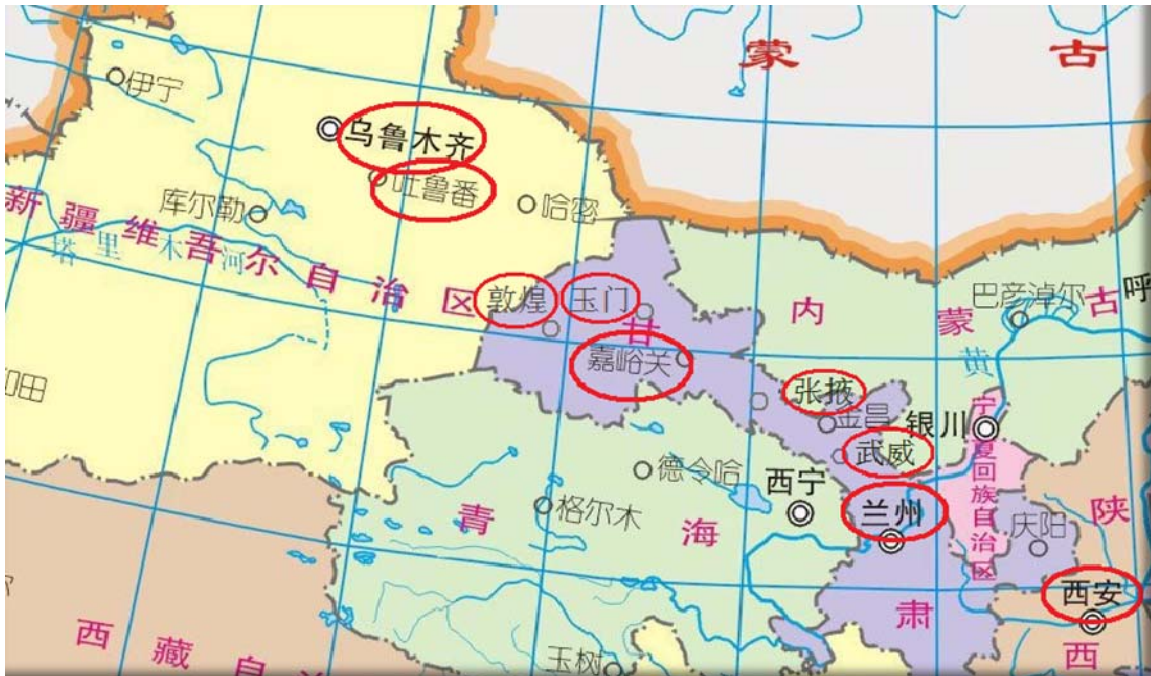 蒙古
伊宁
乌鲁木齐
吐鲁番
库尔勒
哈密
新疆维吾尔自治区
塔里木河
敦煌
玉门
甘肃
嘉峪关
内蒙古
巴彦淖尔
呼
黄
和田
张掖
金昌
银川
宁夏回族自治区
武威
德令哈
西宁
格尔木
青海
兰州
庆阳
陕西
西安
西藏自
玉树